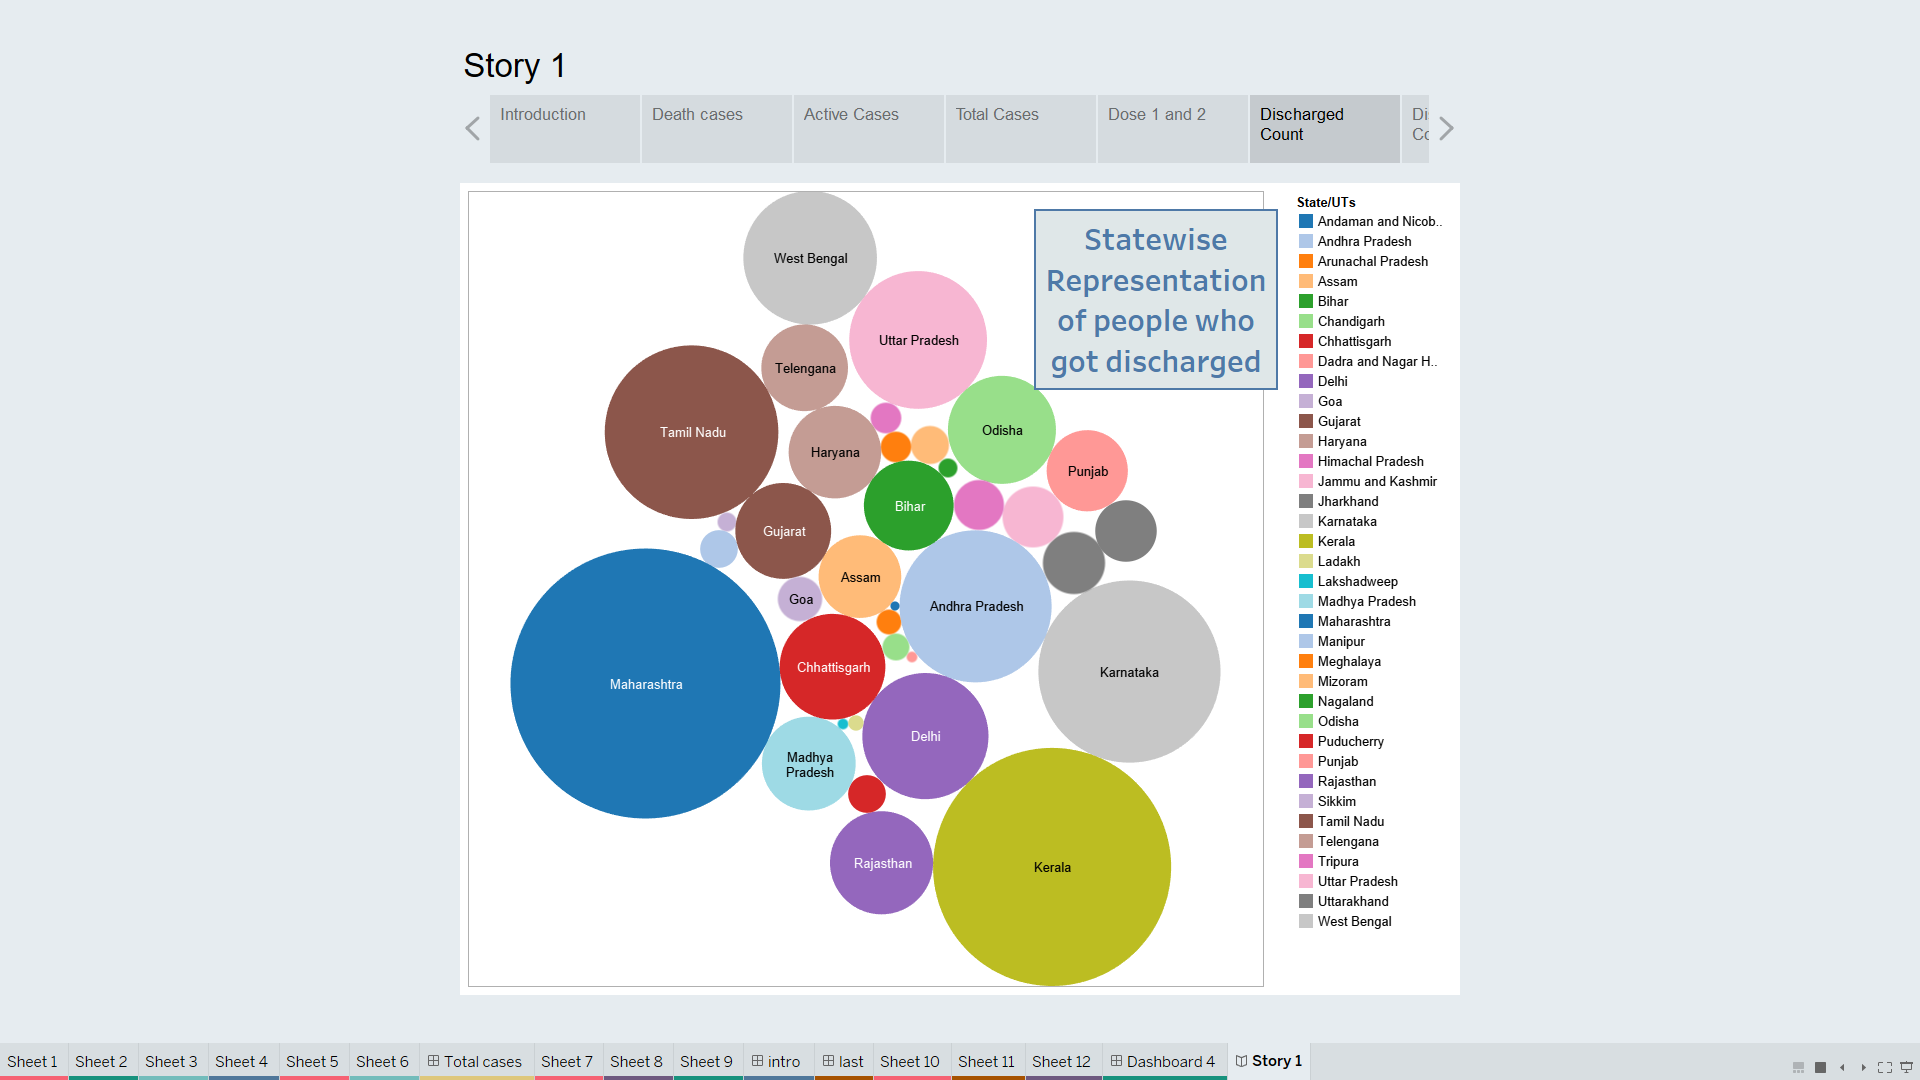 Story 1
Introduction
Death cases
Active Cases
Total Cases
Dose 1 and 2
Discharged
Count
Di
Co
Statewise
Representation
of people who
got discharged
West Bengal
Uttar Pradesh
Telengana
Tamil Nadu
Odisha
Haryana
Punjab
Bihar
Gujarat
Assam
Goa
Andhra Pradesh
Chhattisgarh
Karnataka
Maharashtra
Delhi
Madhya
Pradesh
Rajasthan
Kerala
State/UTs
Andaman and Nicob..
Andhra Pradesh
Arunachal Pradesh
Assam
Bihar
Chandigarh
Chhattisgarh
Dadra and Nagar H..
Delhi
Goa
Gujarat
Haryana
Himachal Pradesh
Jammu and Kashmir
Jharkhand
Karnataka
Kerala
Ladakh
Lakshadweep
Madhya Pradesh
Maharashtra
Manipur
Meghalaya
Mizoram
Nagaland
Odisha
Puducherry
Punjab
Rajasthan
Sikkim
Tamil Nadu
Telengana
Tripura
Uttar Pradesh
Uttarakhand
West Bengal
Sheet 1
Sheet 2
Sheet 3
Sheet 4
Sheet 5
Sheet 6
Total cases
Sheet 7
Sheet 8
Sheet 9
intro
last
Sheet 10
Sheet 11
Sheet 12
Dashboard 4
Story 1